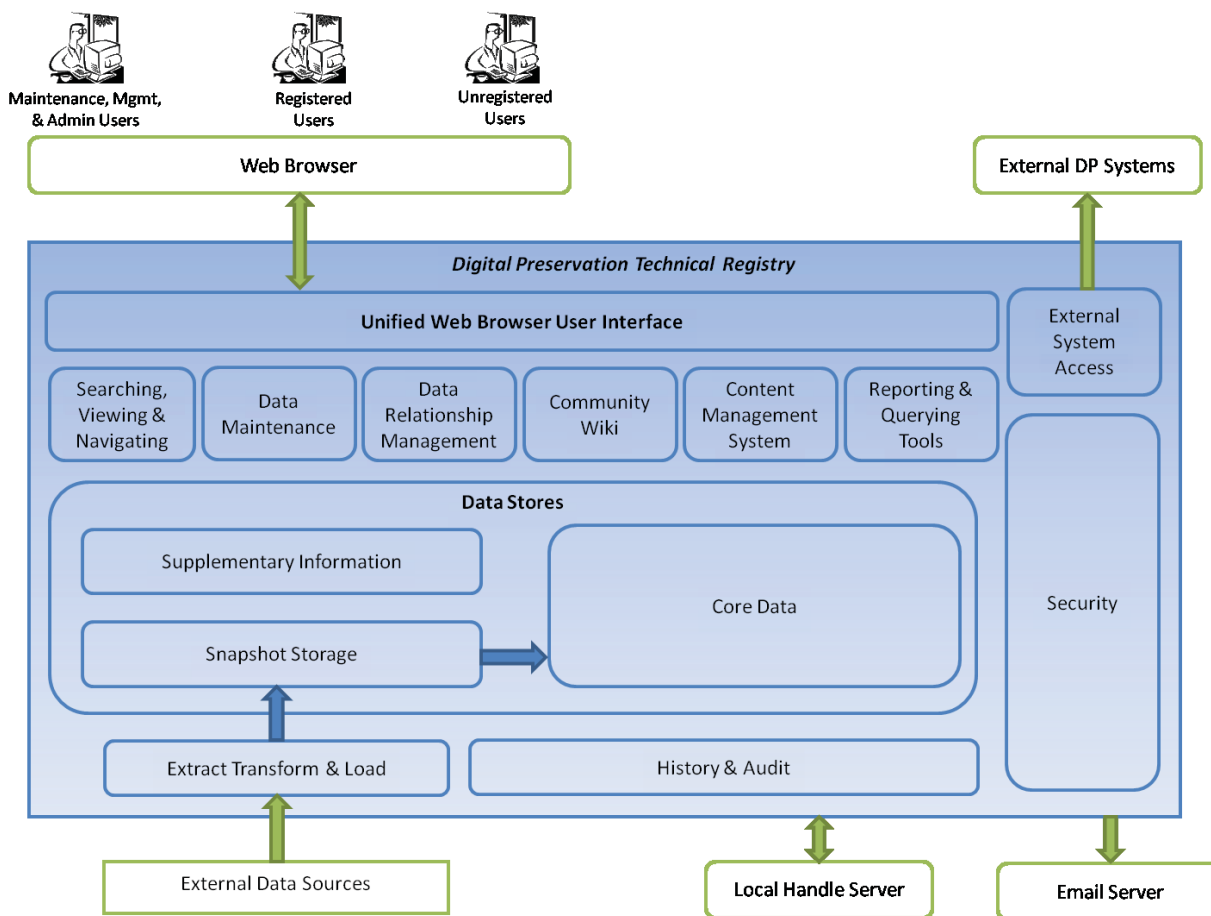 Maintenance, Mgmt,
& Admin Users
Registered
Users
Unregistered
Users
Web Browser
External DP Systems
Digital Preservation Technical Registry
Unified Web Browser User Interface
External
System
Access
Searching,
Viewing &
Navigating
Data
Maintenance
Data
Relationship
Management
Community
Wiki
Content
Management
System
Reporting &
Querying
Tools
Data Stores
Supplementary Information
Core Data
Security
Snapshot Storage
Extract Transform & Load
History & Audit
External Data Sources
Local Handle Server
Email Server